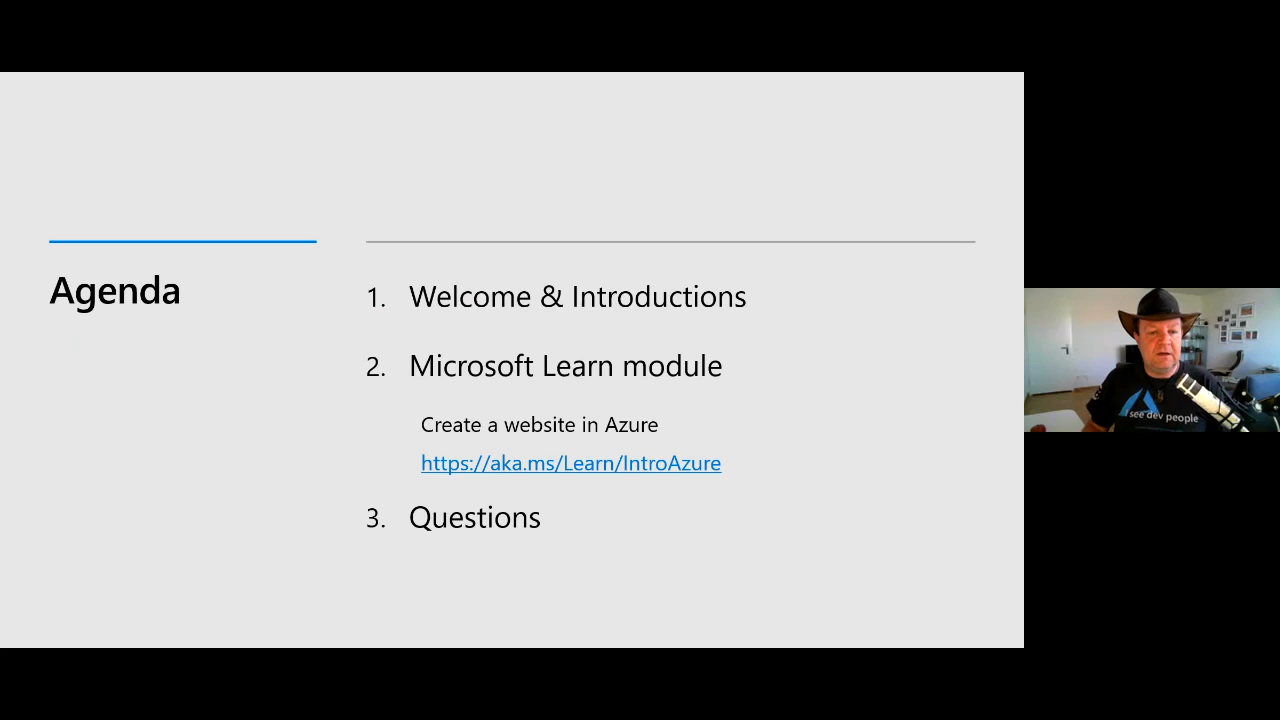 Agenda
1. Welcome & Introductions
2. Microsoft Learn module
Create a website in Azure
https://aka.ms/Learn/IntroAzure
3. Questions
see dev people